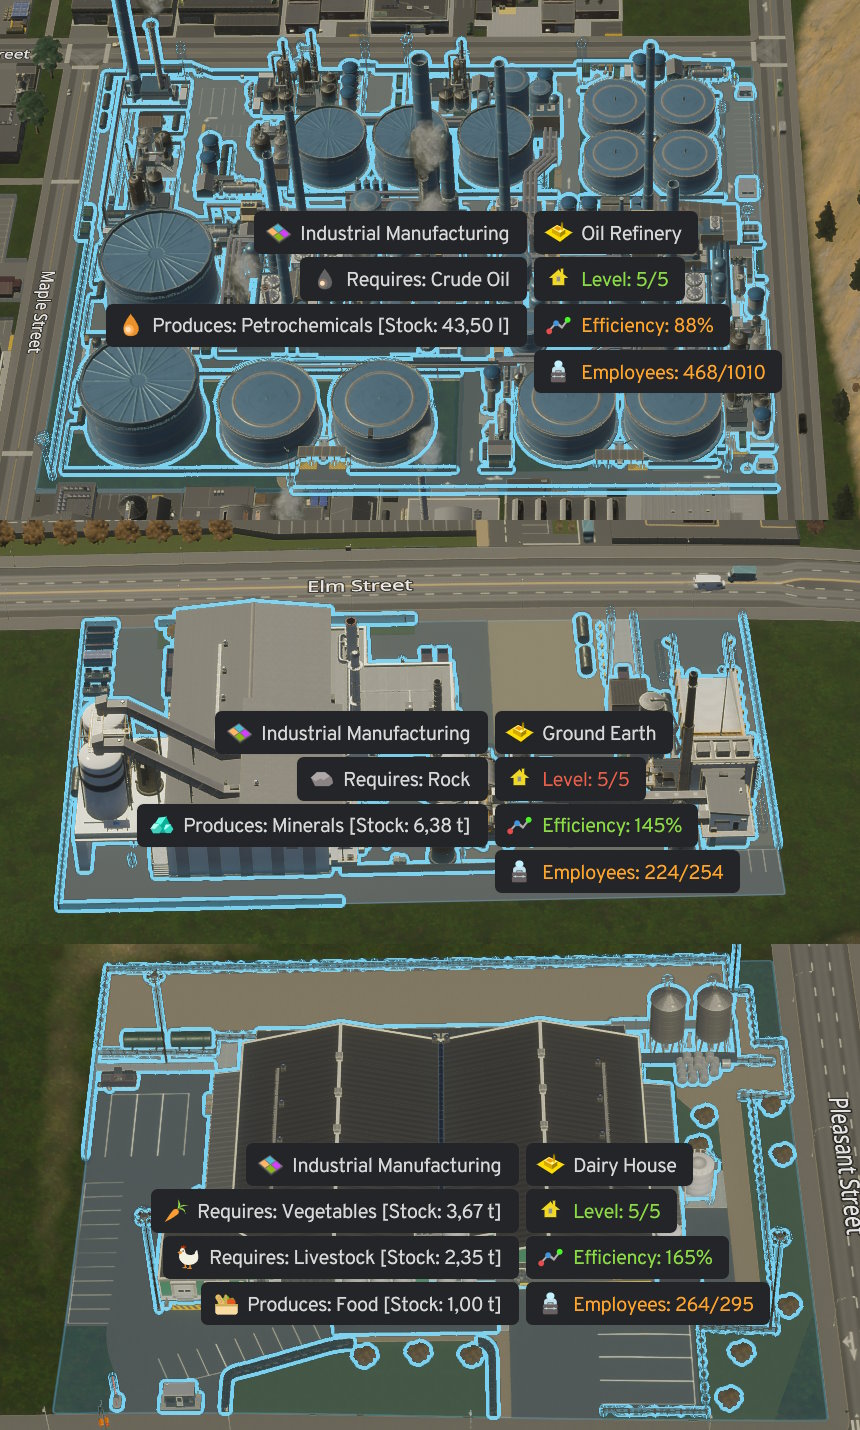 reet
Maple Street
Industrial Manufacturing
Oil Refinery
Requires: Crude Oil
Level: 5/5
Produces: Petrochemicals [Stock: 43,50 l]
Efficiency: 88%
Employees: 468/1010
Elm Street
Industrial Manufacturing
Ground Earth
Requires: Rock
Level: 5/5
Produces: Minerals [Stock: 6,38 t]
Efficiency: 145%
Employees: 224/254
Pleasant Street
Industrial Manufacturing
Dairy House
Requires: Vegetables [Stock: 3,67 t]
Level: 5/5
Requires: Livestock [Stock: 2,35 t]
Efficiency: 165%
Produces: Food [Stock: 1,00 t]
Employees: 264/295